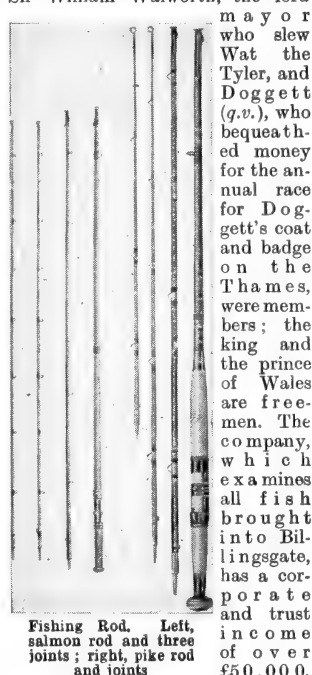 Sir William Walworth, the lord
mayor
who slew
Wat the
Tyler, and
Doggett
(q.v.), who
bequeath-
ed money
for the an-
nual race
for Dog-
gett's coat
and badge
on the
Thames,
were mem-
bers; the
king and
the prince
of Wales
are free-
men. The
company,
which
examines
all fish
brought
into Bil-
lingsgate,
has a cor-
porate
and trust
income
of over
£50,000.
Fishing Rod. Left,
salmon rod and three
joints; right, pike rod
and joints